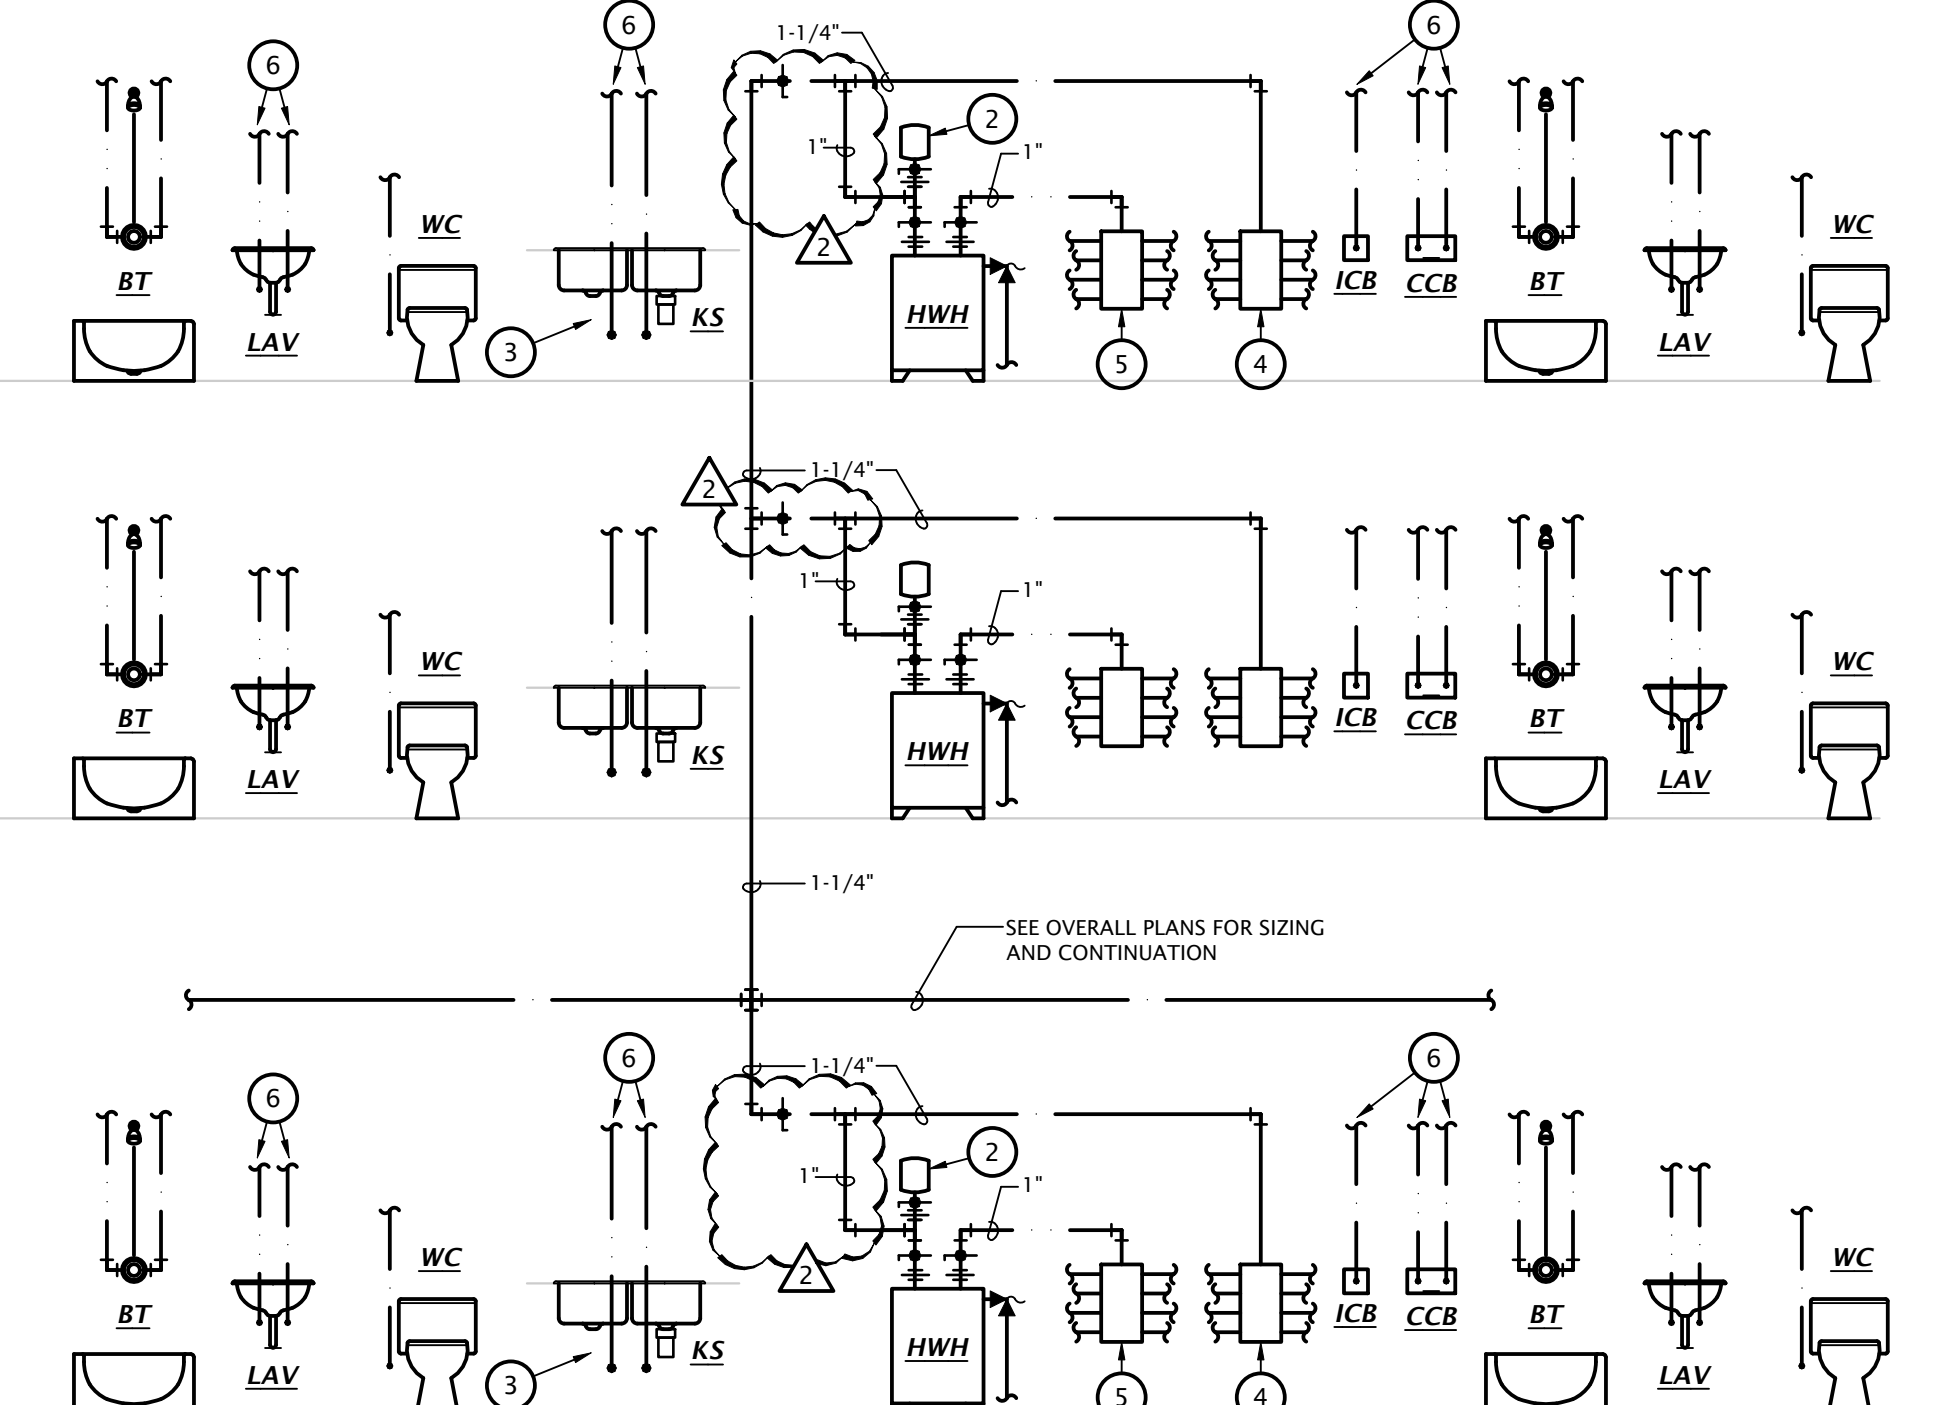 6
6
1-1/4"
6
2
1"
1"
BT
LAV
WC
3
KS
2
HWH
5
4
ICB
CCB
BT
LAV
WC
2
1-1/4"
1"
1"
BT
LAV
WC
KS
HWH
ICB
CCB
BT
LAV
WC
1-1/4"
SEE OVERALL PLANS FOR SIZING
AND CONTINUATION
6
6
1-1/4"
6
2
1"
1"
BT
LAV
WC
3
KS
2
HWH
5
4
ICB
CCB
BT
LAV
WC